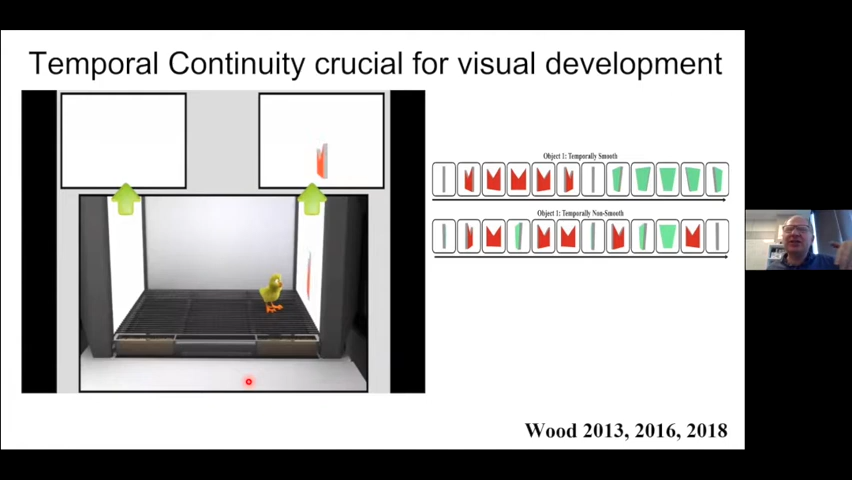 Temporal Continuity crucial for visual development
Object 1: Temporally Smooth
Object 1: Temporally Non-Smooth
Wood 2013, 2016, 2018